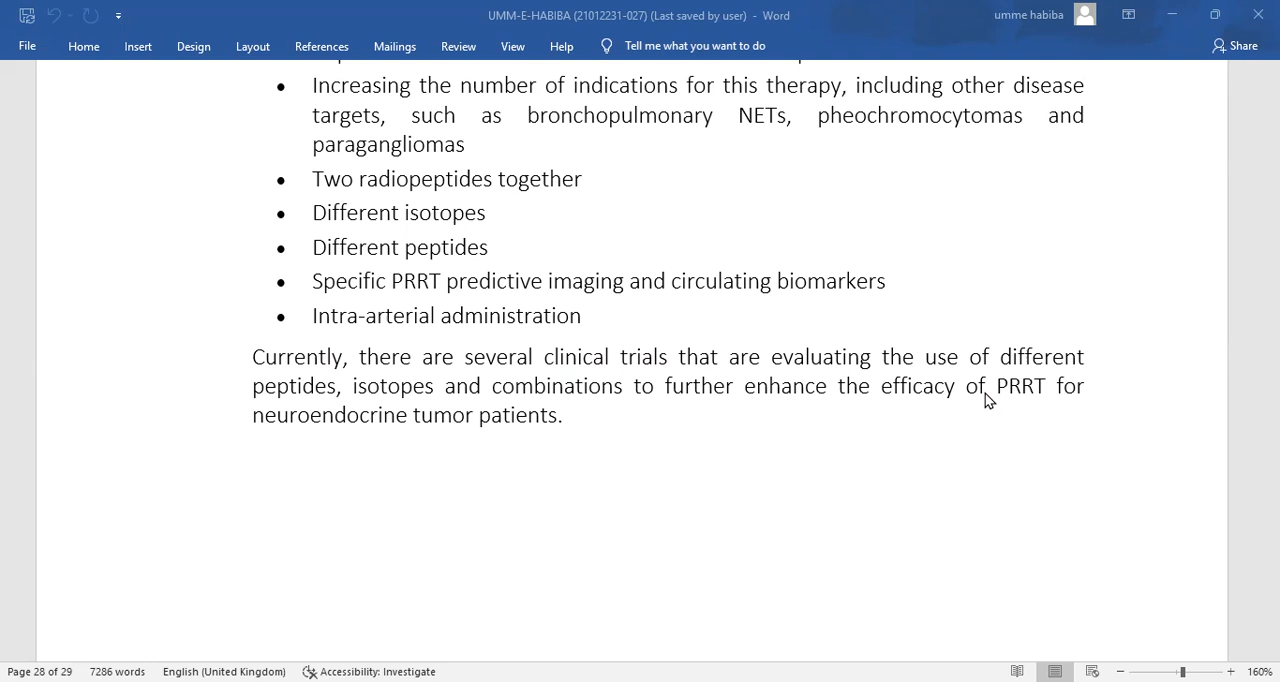 UMM-E-HABIBA (21012231-027) (Last saved by user) - Word
umme habiba
File Home Insert Design Layout References Mailings Review View Help Tell me what you want to do Share
• Increasing the number of indications for this therapy, including other disease
targets, such as bronchopulmonary NETs, pheochromocytomas and
paragangliomas
• Two radiopeptides together
• Different isotopes
• Different peptides
• Specific PRRT predictive imaging and circulating biomarkers
• Intra-arterial administration
Currently, there are several clinical trials that are evaluating the use of different
peptides, isotopes and combinations to further enhance the efficacy of PRRT for
neuroendocrine tumor patients.
Page 28 of 29 7286 words English (United Kingdom) Accessibility: Investigate 160%